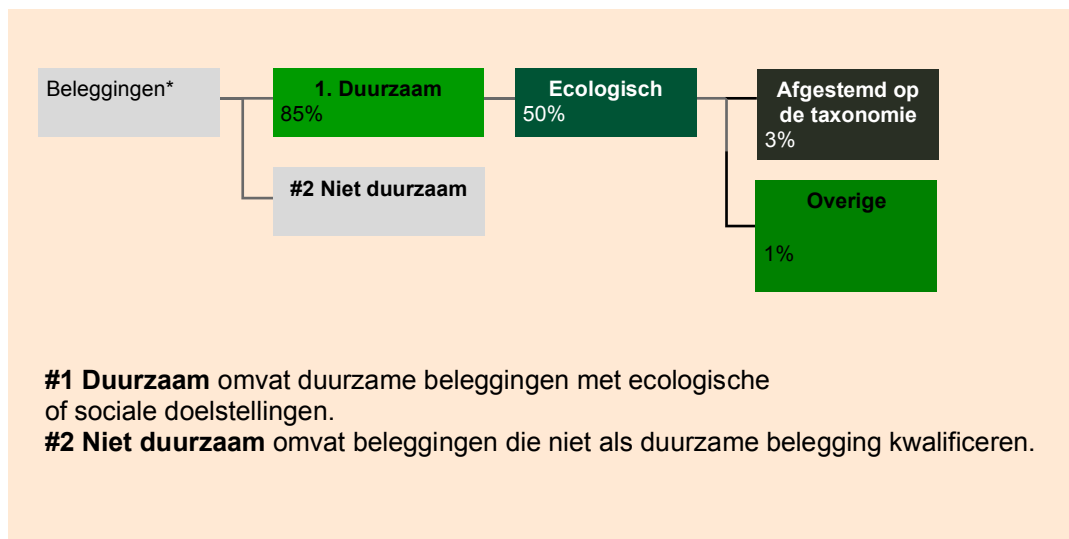 Beleggingen*
1. Duurzaam
85%
Ecologisch
50%
Afgestemd op
de taxonomie
3%
#2 Niet duurzaam
Overige
1%
#1 Duurzaam omvat duurzame beleggingen met ecologische
of sociale doelstellingen.
#2 Niet duurzaam omvat beleggingen die niet als duurzame belegging kwalificeren.